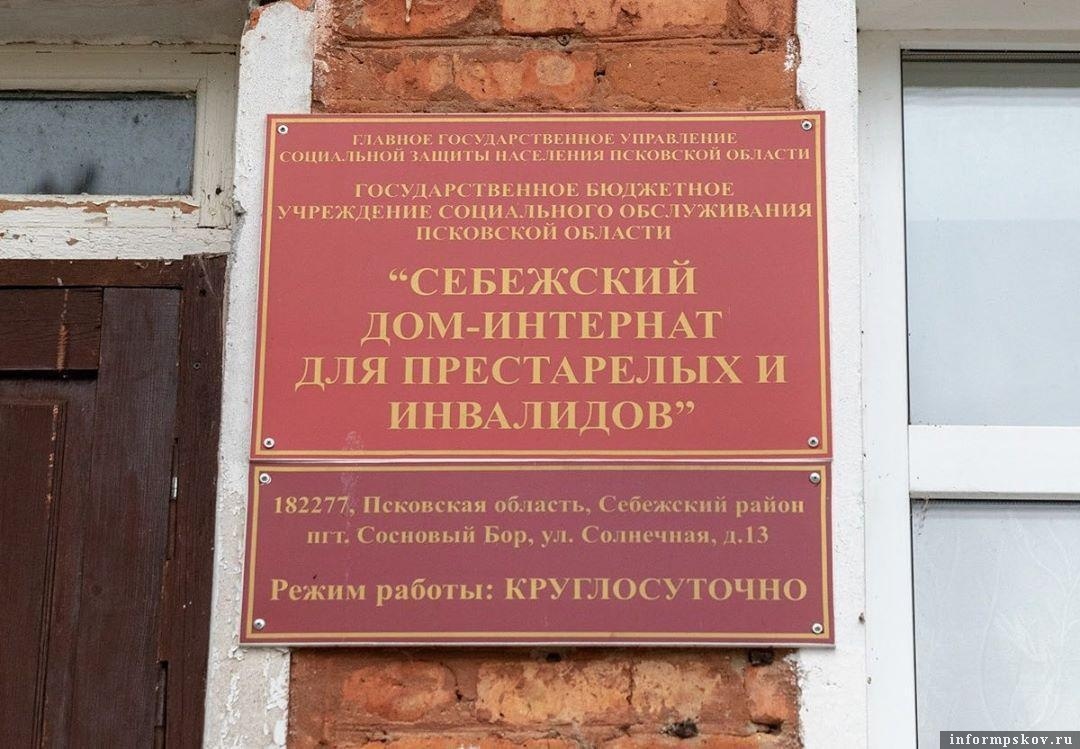 ГЛАВНОЕ ГОСУДАРСТВЕННОЕ УПРАВЛЕНИЕ
СОЦИАЛЬНОЙ ЗАЩИТЫ НАСЕЛЕНИЯ ПСКОВСКОЙ ОБЛАСТИ
ГОСУДАРСТВЕННОЕ БЮДЖЕТНОЕ
УЧРЕЖДЕНИЕ СОЦИАЛЬНОГО ОБСЛУЖИВАНИЯ
ПСКОВСКОЙ ОБЛАСТИ
“СЕБЕЖСКИЙ
ДОМ-ИНТЕРНАТ
ДЛЯ ПРЕСТАРЕЛЫХ И
ИНВАЛИДОВ”
182277, Псковская область, Себежский район
пгт. Сосновый Бор, ул. Солнечная, д.13
Режим работы: КРУГЛОСУТОЧНО
informpskov.ru